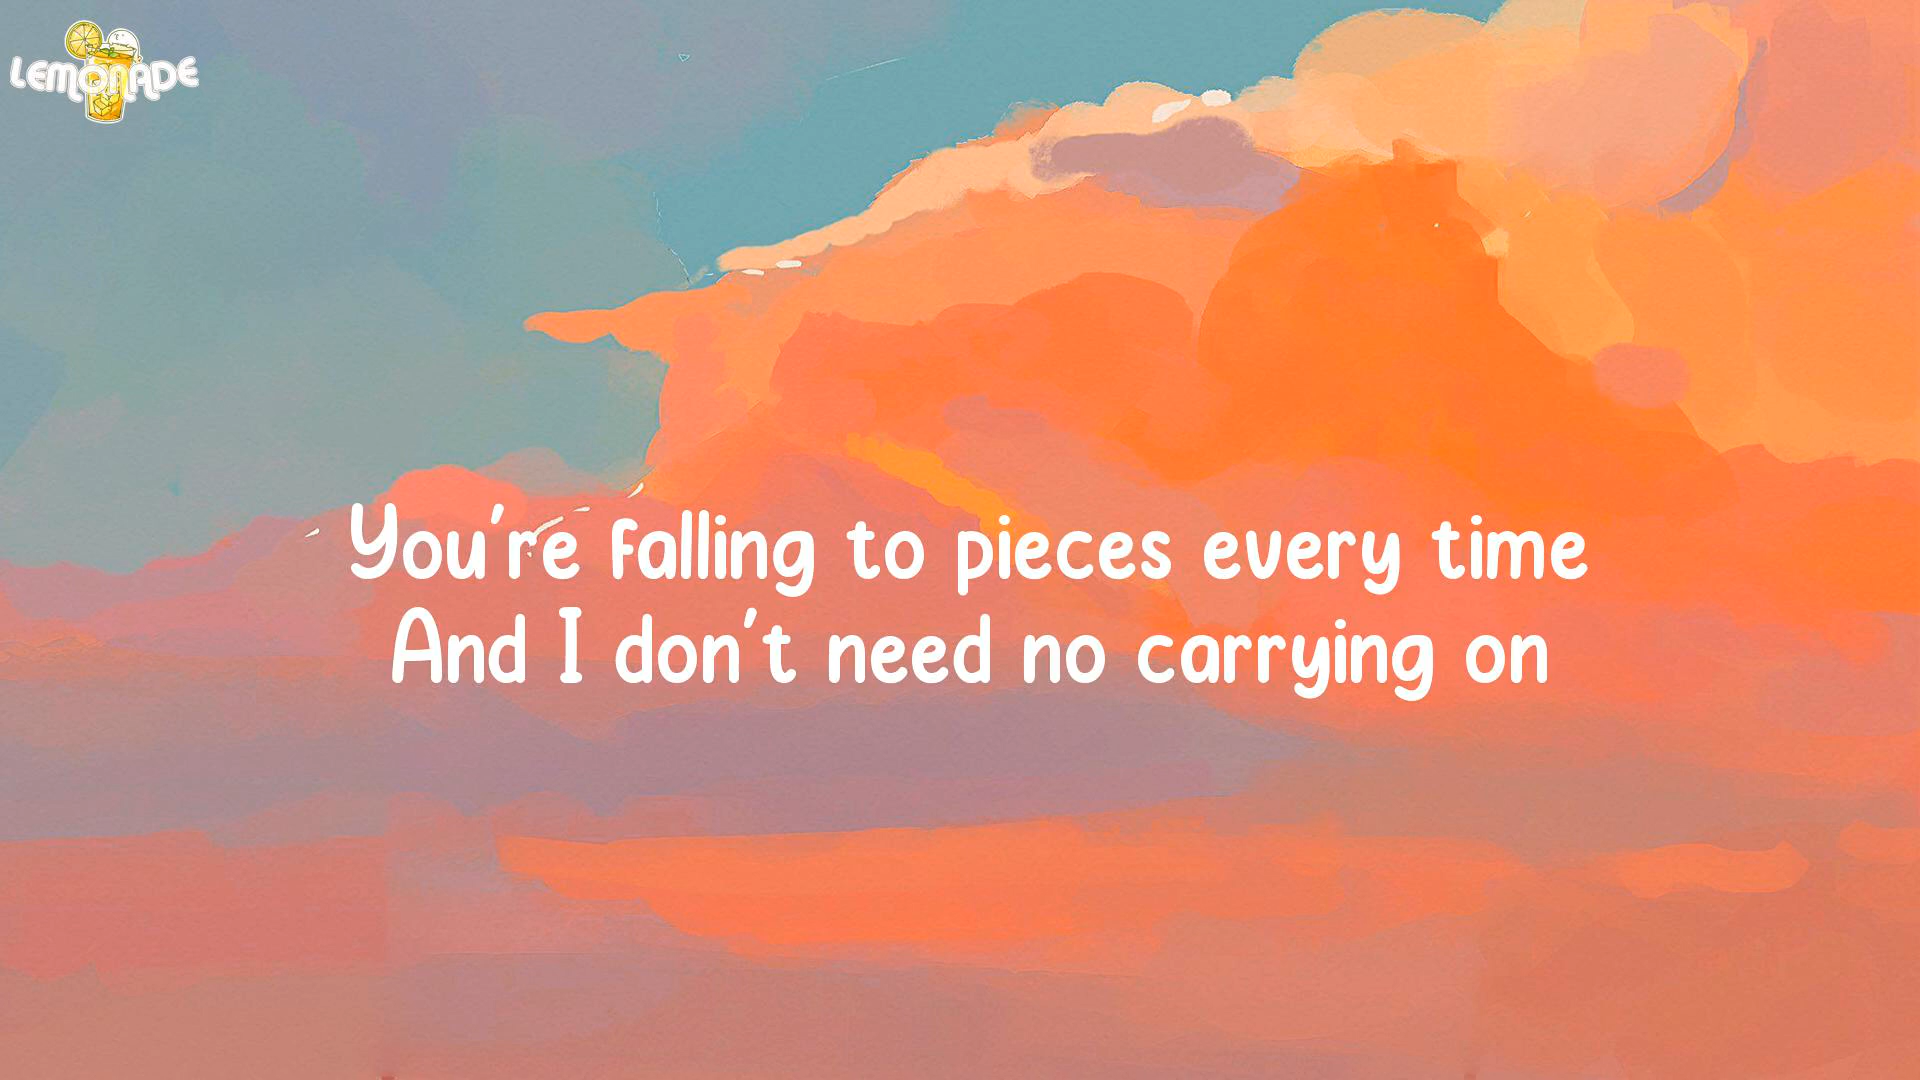 LEMONADE
You're falling to pieces every time
And I don't need no carrying on